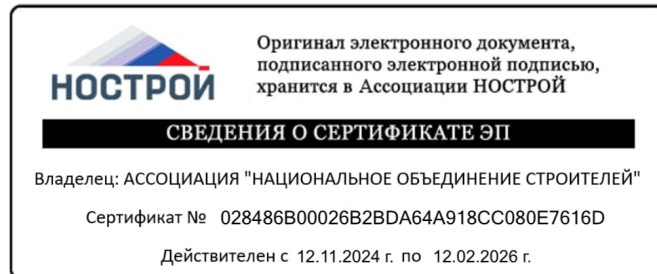 НОСТРОЙ
Оригинал электронного документа,
подписанного электронной подписью,
хранится в Ассоциации НОСТРОЙ
СВЕДЕНИЯ О СЕРТИФИКАТЕ ЭП
Владелец: АССОЦИАЦИЯ "НАЦИОНАЛЬНОЕ ОБЪЕДИНЕНИЕ СТРОИТЕЛЕЙ"
Сертификат № 028486B00026B2BDA64A918CC080E7616D
Действителен с 12.11.2024 г. по 12.02.2026 г.